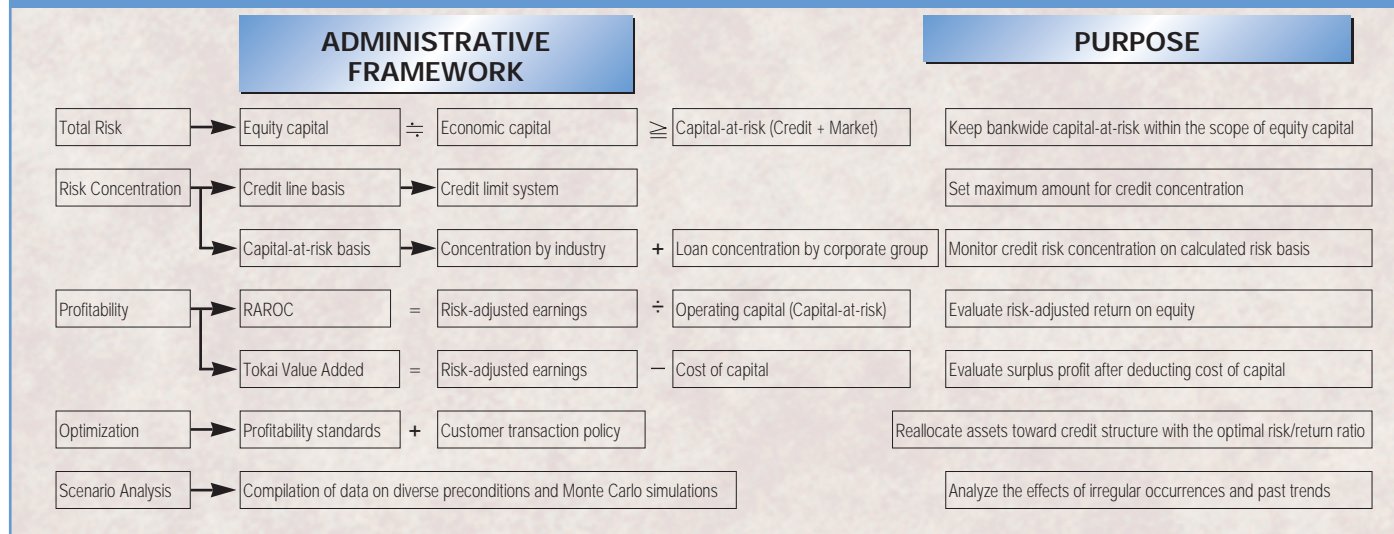 ADMINISTRATIVE
FRAMEWORK
PURPOSE
Total Risk Equity capital ≒ Economic capital ≧ Capital-at-risk (Credit + Market) Keep bankwide capital-at-risk within the scope of equity capital
Risk Concentration Credit line basis Credit limit system Set maximum amount for credit concentration
Capital-at-risk basis Concentration by industry + Loan concentration by corporate group Monitor credit risk concentration on calculated risk basis
Profitability RAROC = Risk-adjusted earnings ÷ Operating capital (Capital-at-risk) Evaluate risk-adjusted return on equity
Tokai Value Added = Risk-adjusted earnings − Cost of capital Evaluate surplus profit after deducting cost of capital
Optimization Profitability standards + Customer transaction policy Reallocate assets toward credit structure with the optimal risk/return ratio
Scenario Analysis Compilation of data on diverse preconditions and Monte Carlo simulations Analyze the effects of irregular occurrences and past trends